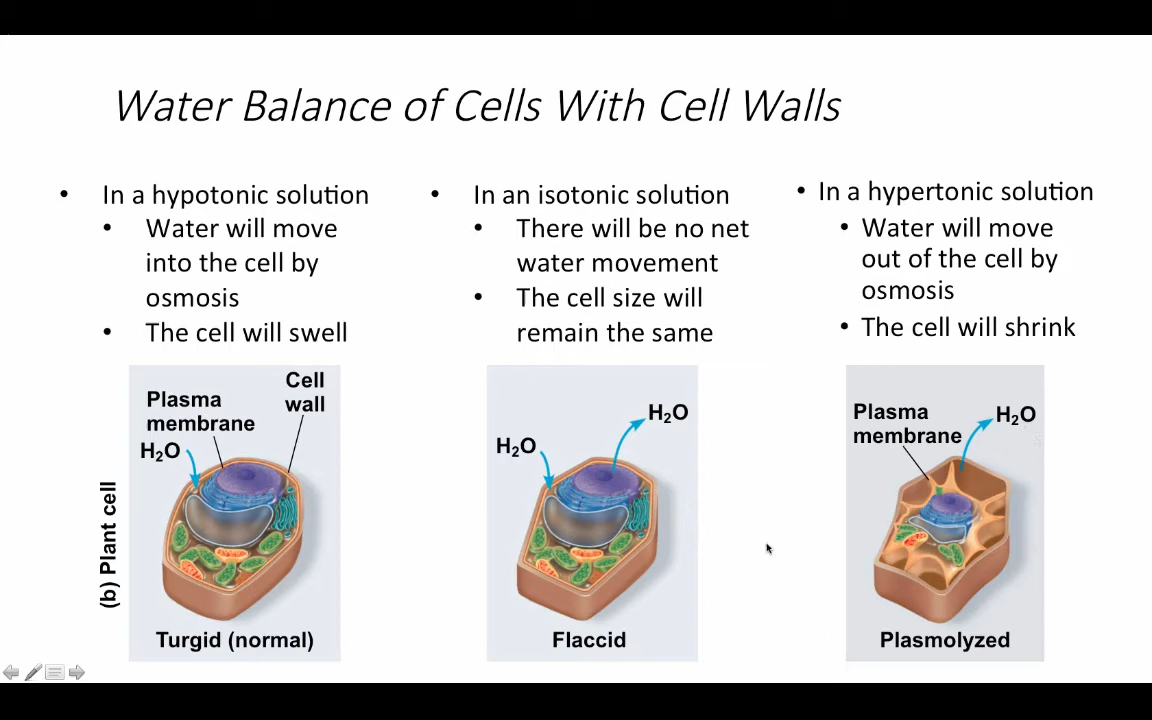 Water Balance of Cells With Cell Walls
• In a hypotonic solution
• Water will move
into the cell by
osmosis
• The cell will swell
• In an isotonic solution
• There will be no net
water movement
• The cell size will
remain the same
• In a hypertonic solution
• Water will move
out of the cell by
osmosis
• The cell will shrink
(b) Plant cell
Plasma
membrane
Cell
wall
H₂O
Turgid (normal)
H₂O
H₂O
Flaccid
Plasma
membrane
H₂O
Plasmolyzed